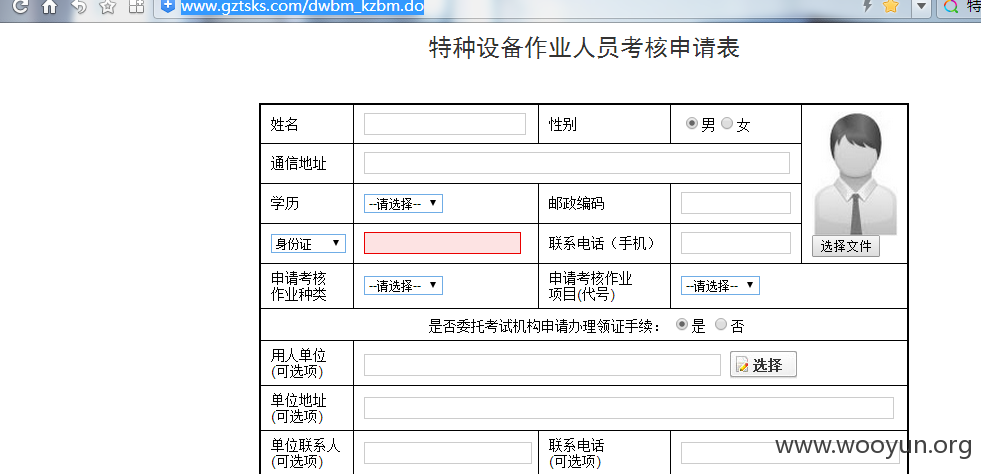 www.gztsks.com/dwbm_kzbm.do
特种设备作业人员考核申请表
姓名 性别 男 女
通信地址
学历 --请选择-- 邮政编码
身份证 联系电话（手机）
选择文件
申请考核 申请考核作业
作业种类 --请选择-- 项目(代号) --请选择--
是否委托考试机构申请办理领证手续： 是 否
用人单位
(可选项) 选择
单位地址
(可选项)
单位联系人 联系电话
(可选项) (可选项)
www.wooyun.org